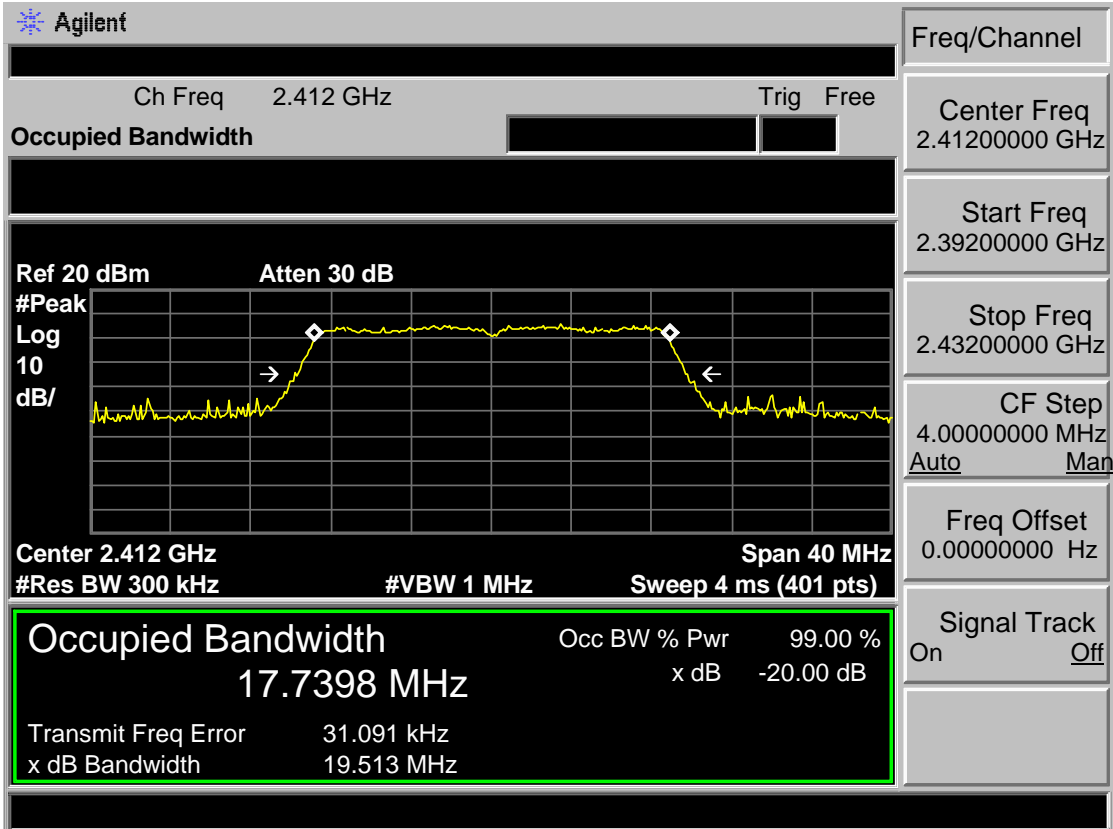 Agilent
Freq/Channel
Ch Freq 2.412 GHz Trig Free
Occupied Bandwidth
Center Freq
2.41200000 GHz
Start Freq
2.39200000 GHz
Stop Freq
2.43200000 GHz
CF Step
4.00000000 MHz
Auto Man
Freq Offset
0.00000000 Hz
Signal Track
On Off
Ref 20 dBm Atten 30 dB
#Peak
Log
10
dB/
Center 2.412 GHz Span 40 MHz
#Res BW 300 kHz #VBW 1 MHz Sweep 4 ms (401 pts)
Occupied Bandwidth
17.7398 MHz
Occ BW % Pwr 99.00 %
x dB -20.00 dB
Transmit Freq Error 31.091 kHz
x dB Bandwidth 19.513 MHz